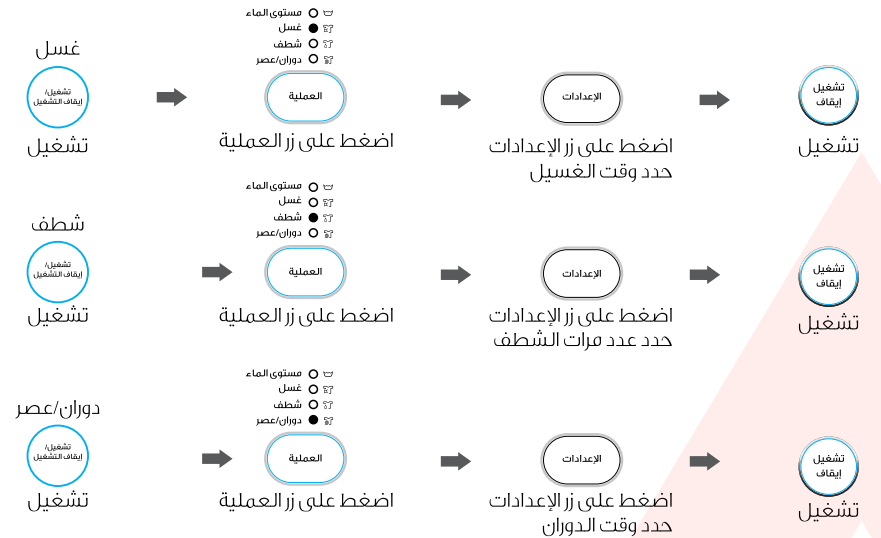 غسل
تشغيل/
إيقاف التشغيل
تشغيل
مستوى الماء
غسل
شطف
دوران/عصر
العملية
اضغط على زر العملية
الإعدادات
اضغط على زر الإعدادات
حدد وقت الغسيل
تشغيل
إيقاف
تشغيل
شطف
تشغيل/
إيقاف التشغيل
تشغيل
مستوى الماء
غسل
شطف
دوران/عصر
العملية
اضغط على زر العملية
الإعدادات
اضغط على زر الإعدادات
حدد عدد مرات الشطف
تشغيل
إيقاف
تشغيل
دوران/عصر
تشغيل/
إيقاف التشغيل
تشغيل
مستوى الماء
غسل
شطف
دوران/عصر
العملية
اضغط على زر العملية
الإعدادات
اضغط على زر الإعدادات
حدد وقت الدوران
تشغيل
إيقاف
تشغيل